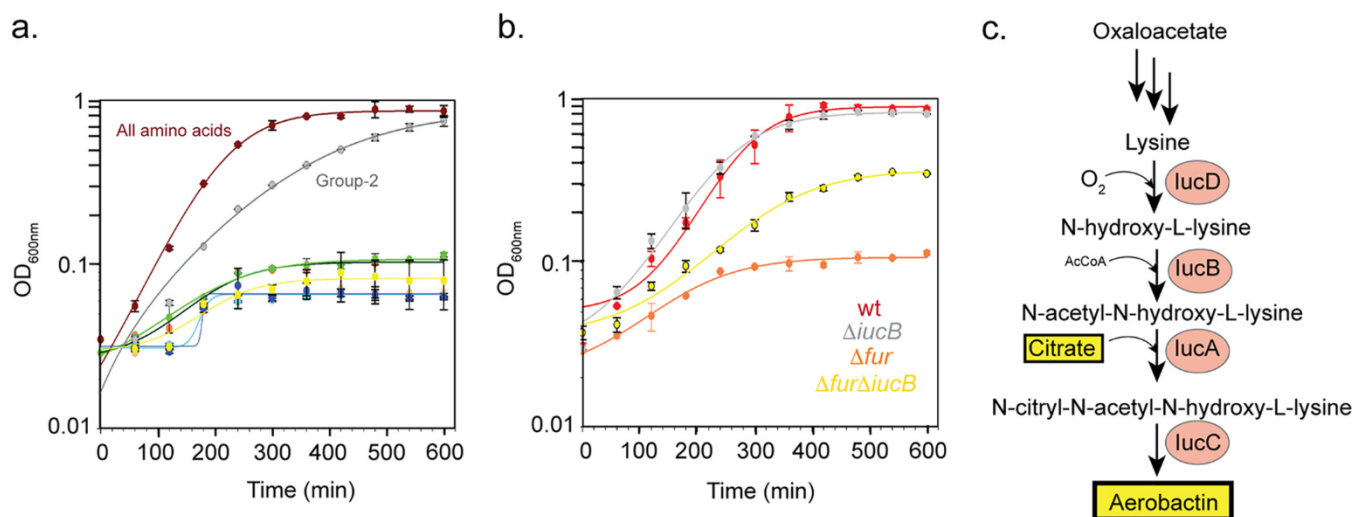 a.
OD600nm
1
0.1
0.01
All amino acids
Group-2
0 100 200 300 400 500 600
Time (min)
b.
OD600nm
1
0.1
0.01
wt
ΔiucB
Δfur
ΔfurΔiucB
0 100 200 300 400 500 600
Time (min)
c.
Oxaloacetate
Lysine
O2
IucD
N-hydroxy-L-lysine
AcCoA
IucB
N-acetyl-N-hydroxy-L-lysine
Citrate
IucA
N-citryl-N-acetyl-N-hydroxy-L-lysine
IucC
Aerobactin